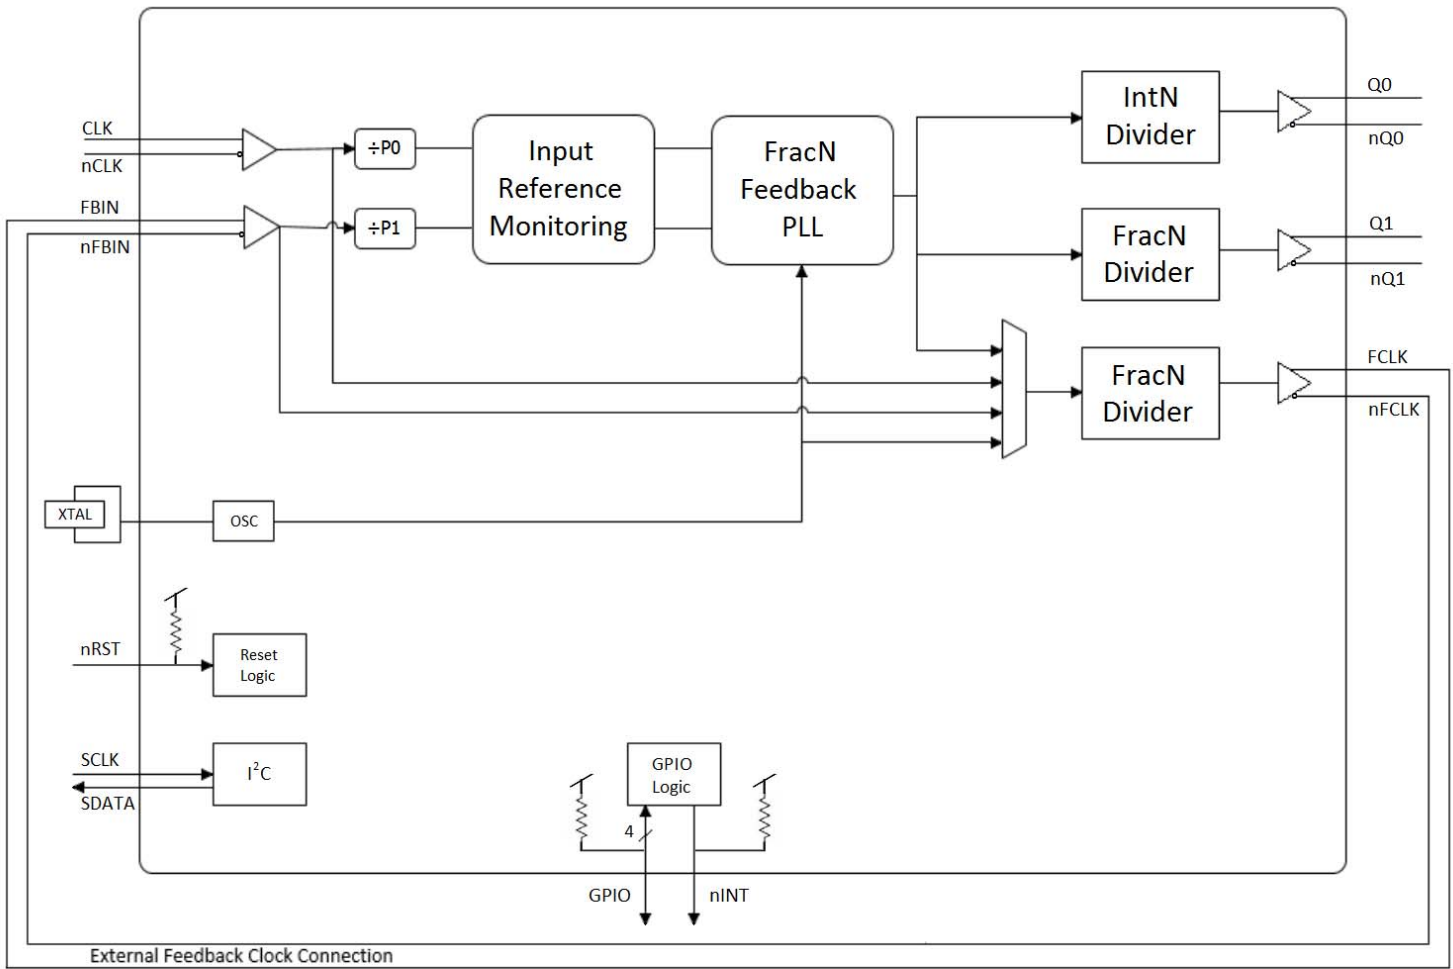 CLK
nCLK
FBIN
nFBIN
÷P0
÷P1
Input
Reference
Monitoring
FracN
Feedback
PLL
IntN
Divider
Q0
nQ0
FracN
Divider
Q1
nQ1
FracN
Divider
FCLK
nFCLK
XTAL
OSC
nRST
Reset
Logic
SCLK
SDATA
I²C
GPIO
Logic
4
GPIO
nINT
External Feedback Clock Connection